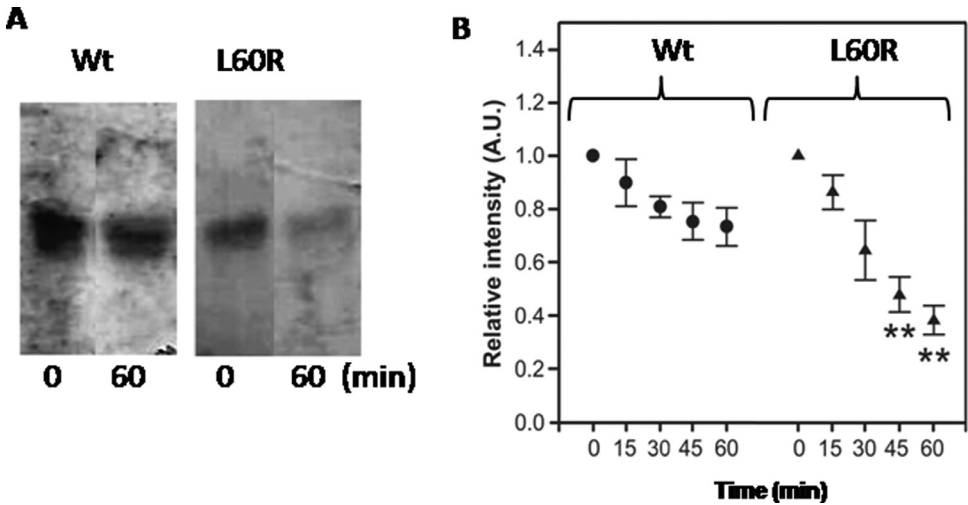 A
Wt L60R
0 60 0 60 (min)
B
Wt L60R
Relative intensity (A.U.)
1.4
1.2
1.0
0.8
0.6
0.4
0.2
0.0
** **
0 15 30 45 60 0 15 30 45 60
Time (min)